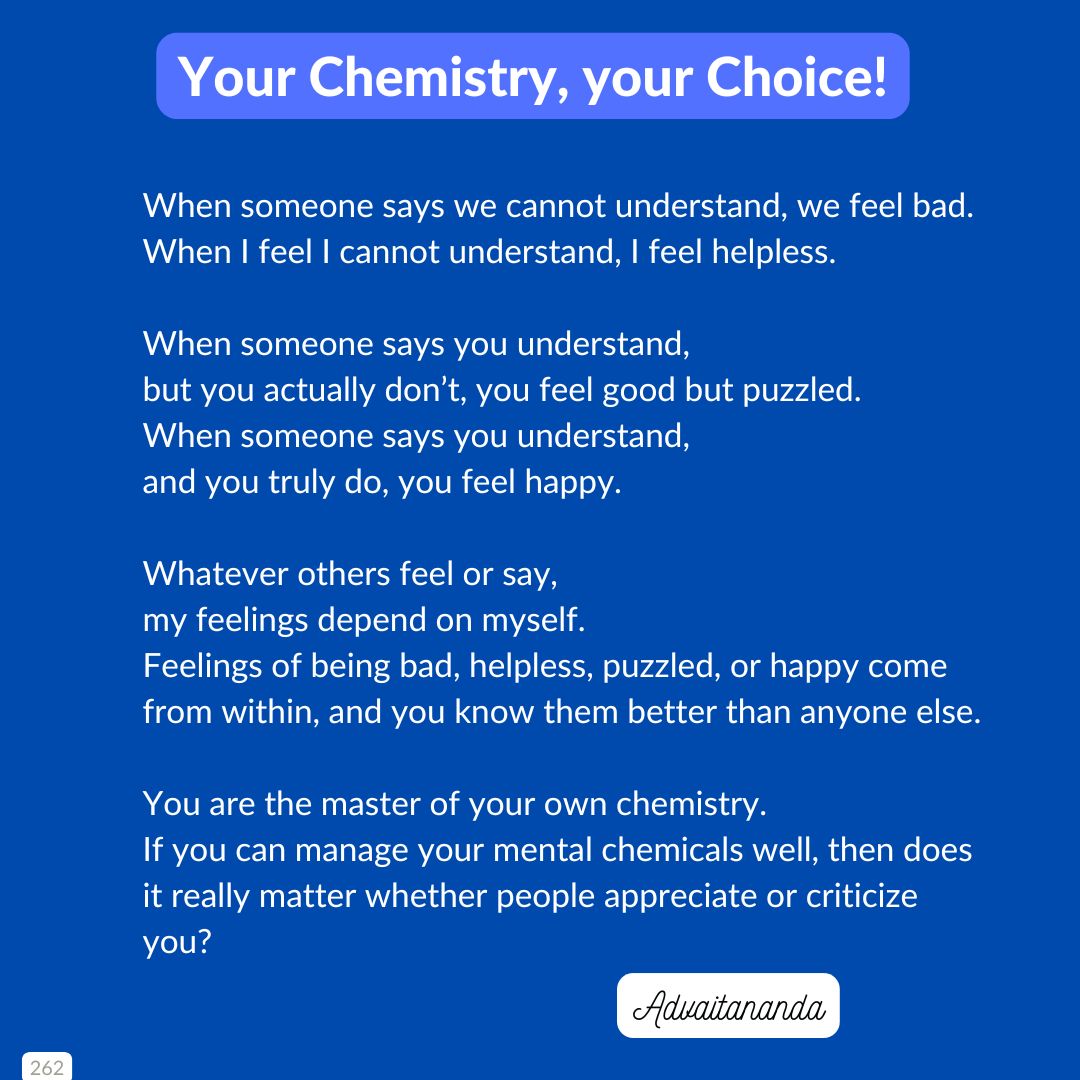 Your Chemistry, your Choice!
When someone says we cannot understand, we feel bad.
When I feel I cannot understand, I feel helpless.
When someone says you understand,
but you actually don’t, you feel good but puzzled.
When someone says you understand,
and you truly do, you feel happy.
Whatever others feel or say,
my feelings depend on myself.
Feelings of being bad, helpless, puzzled, or happy come
from within, and you know them better than anyone else.
You are the master of your own chemistry.
If you can manage your mental chemicals well, then does
it really matter whether people appreciate or criticize
you?
Advaitananda
262